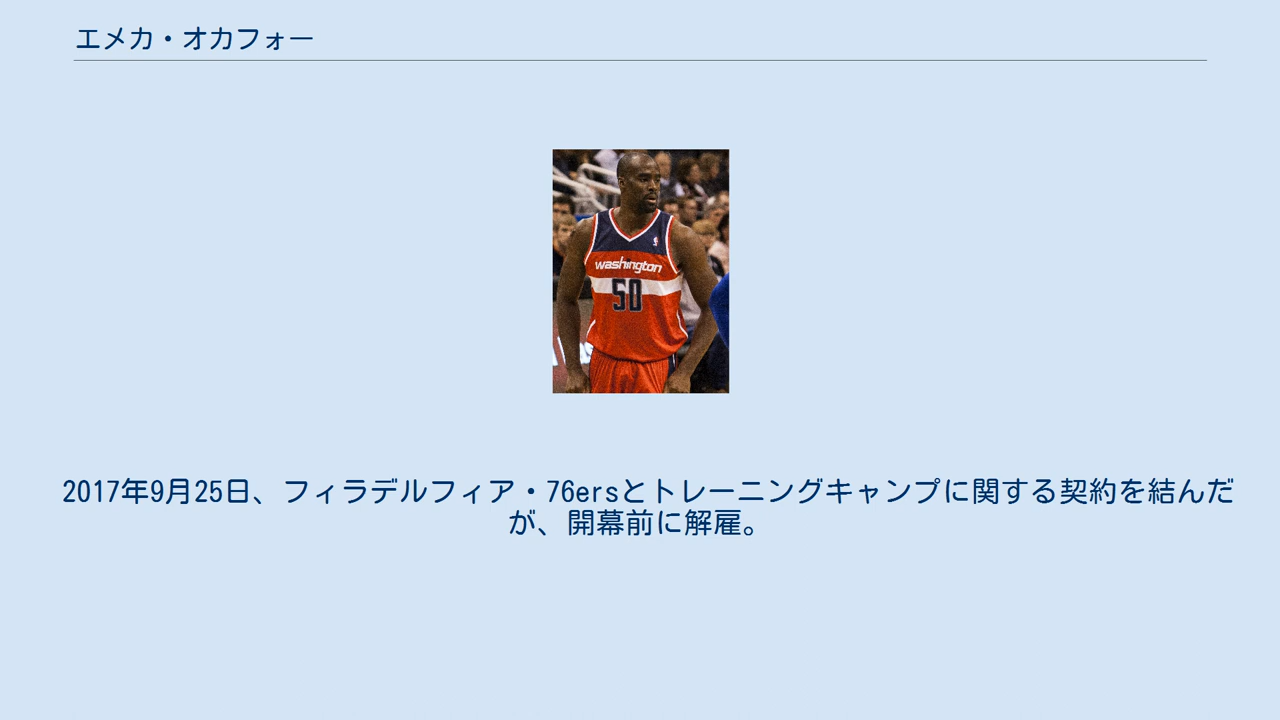 エメカ・オカフォー
washington
50
2017年9月25日、フィラデルフィア・76ersとトレーニングキャンプに関する契約を結んだ
が、開幕前に解雇。